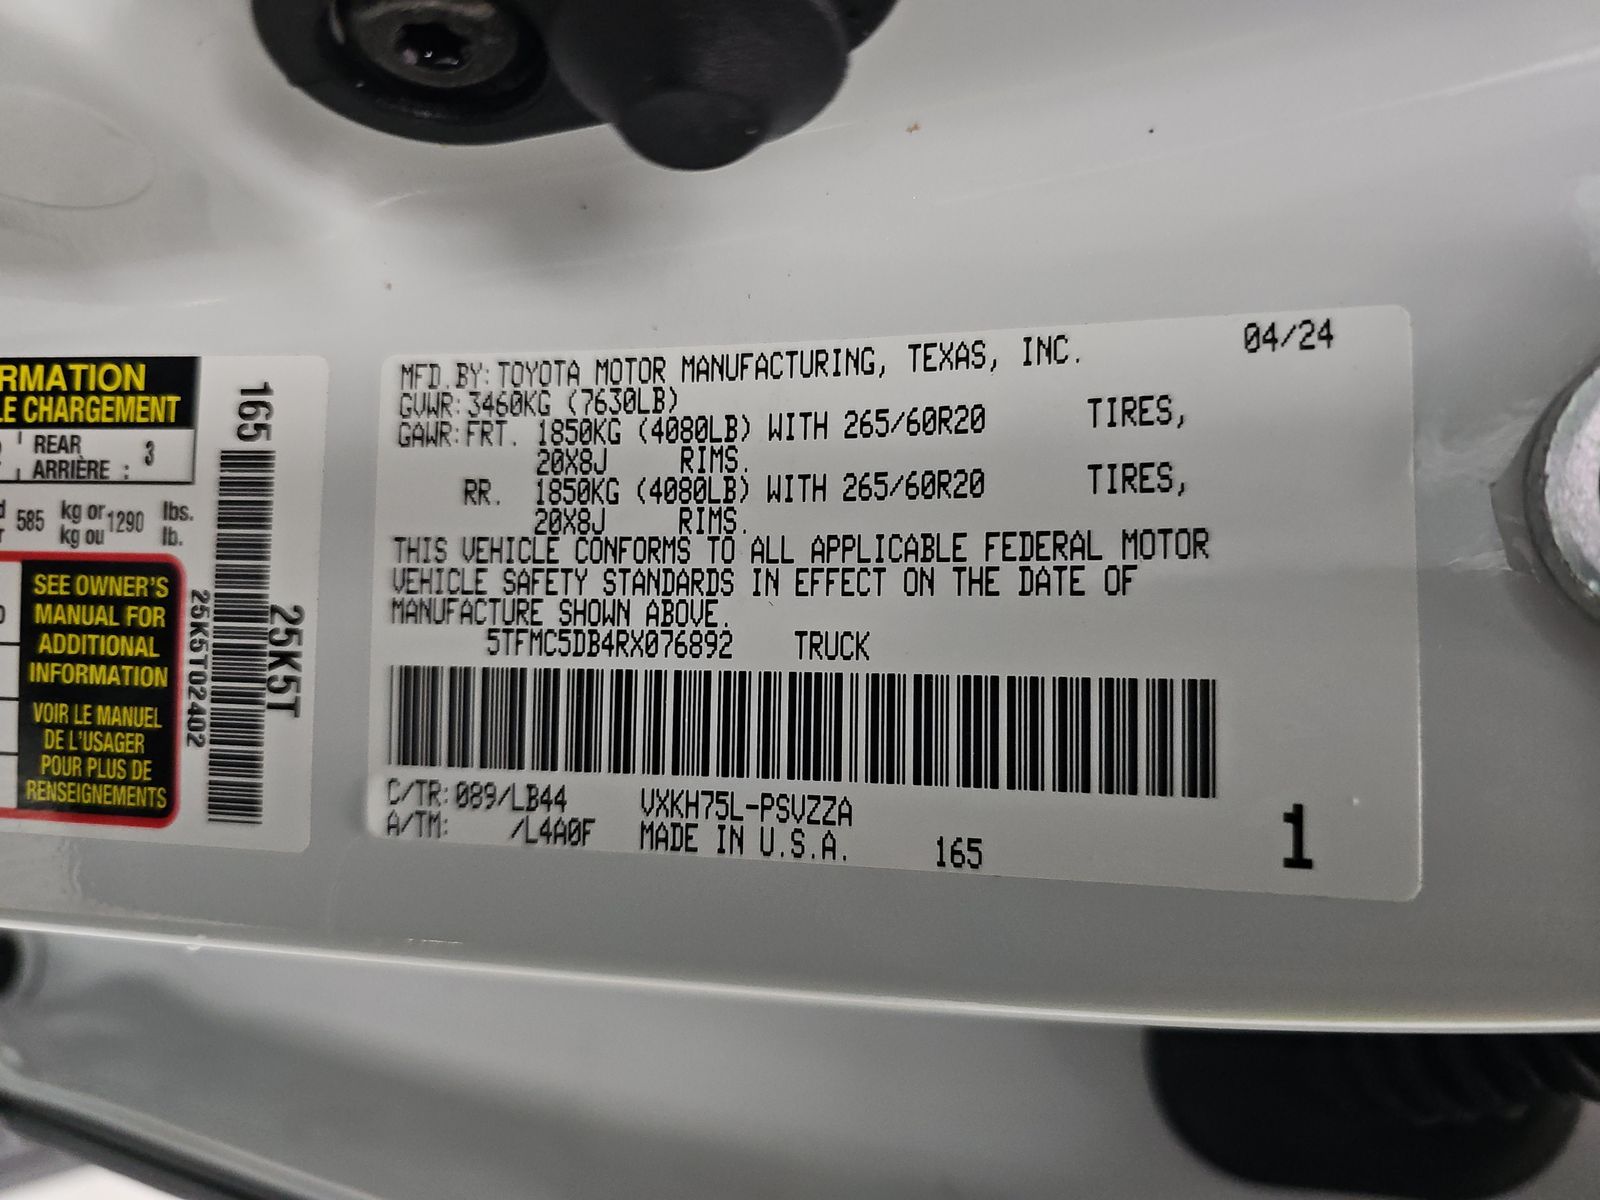 RMATION
LE CHARGEMENT
REAR 3
ARRIÈRE :
585 kg or 1290 lbs.
kg ou lb.
SEE OWNER'S
MANUAL FOR
ADDITIONAL
INFORMATION
VOIR LE MANUEL
DE L'USAGER
POUR PLUS DE
RENSEIGNEMENTS
165
25K5T
25K5T02402
MFD.BY:TOYOTA MOTOR MANUFACTURING, TEXAS, INC. 04/24
GVWR:3460KG (7630LB)
GAWR:FRT. 1850KG (4080LB) WITH 265/60R20 TIRES,
20X8J RIMS.
RR. 1850KG (4080LB) WITH 265/60R20 TIRES,
20X8J RIMS.
THIS VEHICLE CONFORMS TO ALL APPLICABLE FEDERAL MOTOR
VEHICLE SAFETY STANDARDS IN EFFECT ON THE DATE OF
MANUFACTURE SHOWN ABOVE.
5TFMC5DB4RX076892 TRUCK
C/TR:089/LB44 VXKH75L-PSVZZA
A/TM: /L4A0F MADE IN U.S.A. 165 1